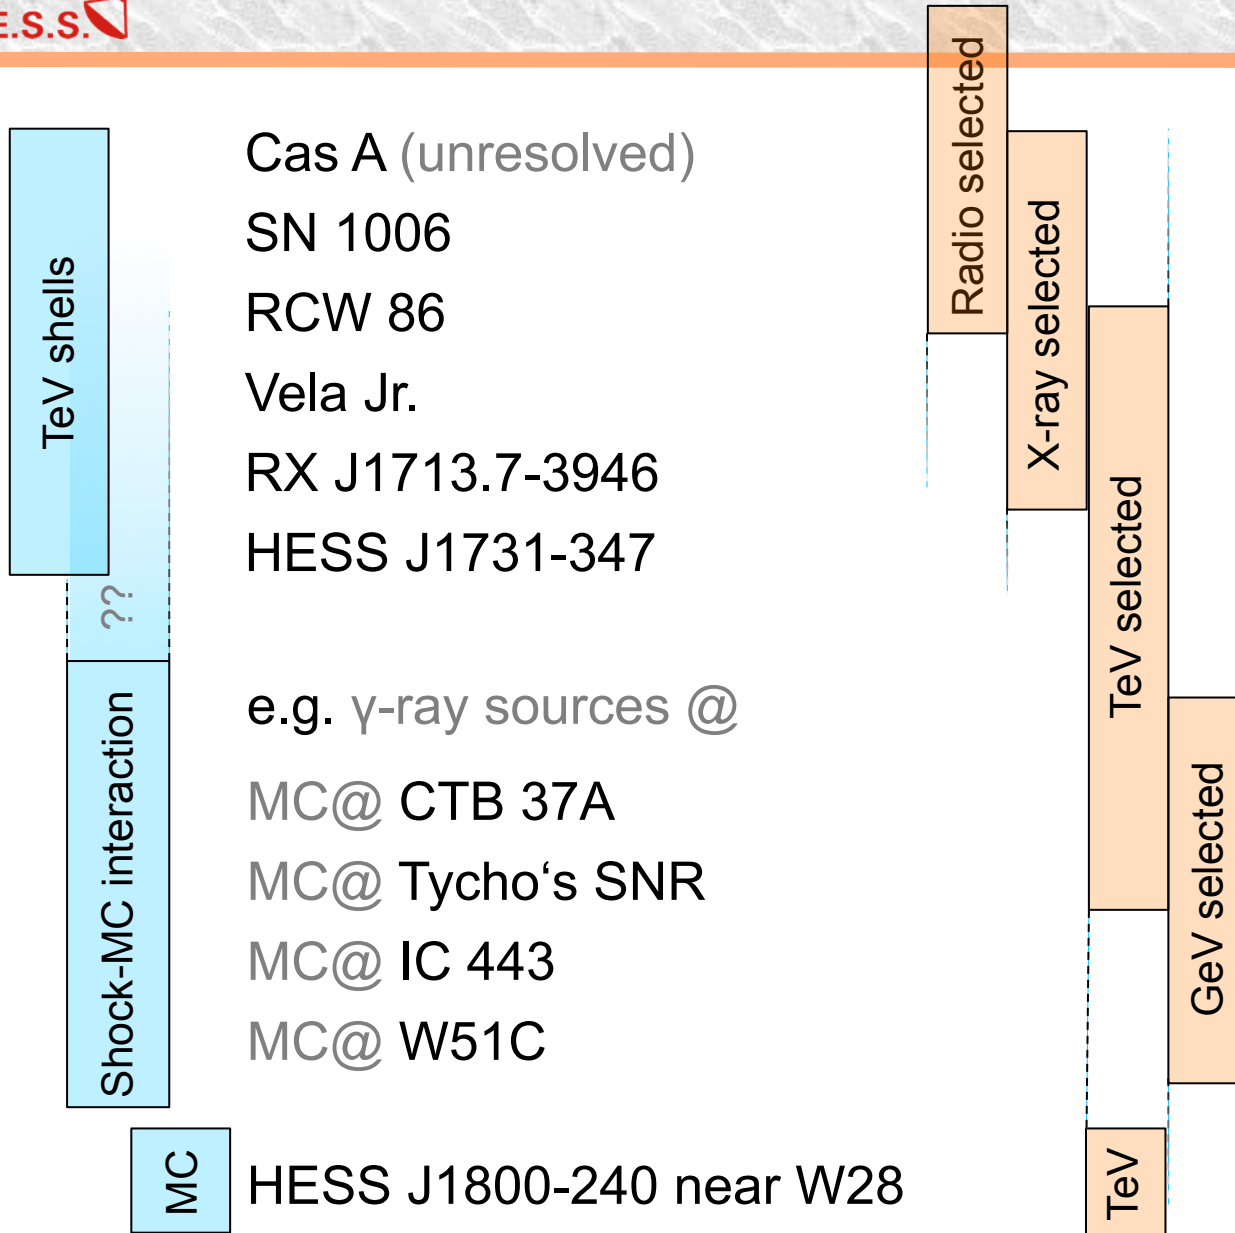 E.S.S.
Radio selected
X-ray selected
TeV selected
GeV selected
TeV
TeV shells
??
Shock-MC interaction
MC
Cas A (unresolved)
SN 1006
RCW 86
Vela Jr.
RX J1713.7-3946
HESS J1731-347
e.g. γ-ray sources @
MC@ CTB 37A
MC@ Tycho‘s SNR
MC@ IC 443
MC@ W51C
HESS J1800-240 near W28